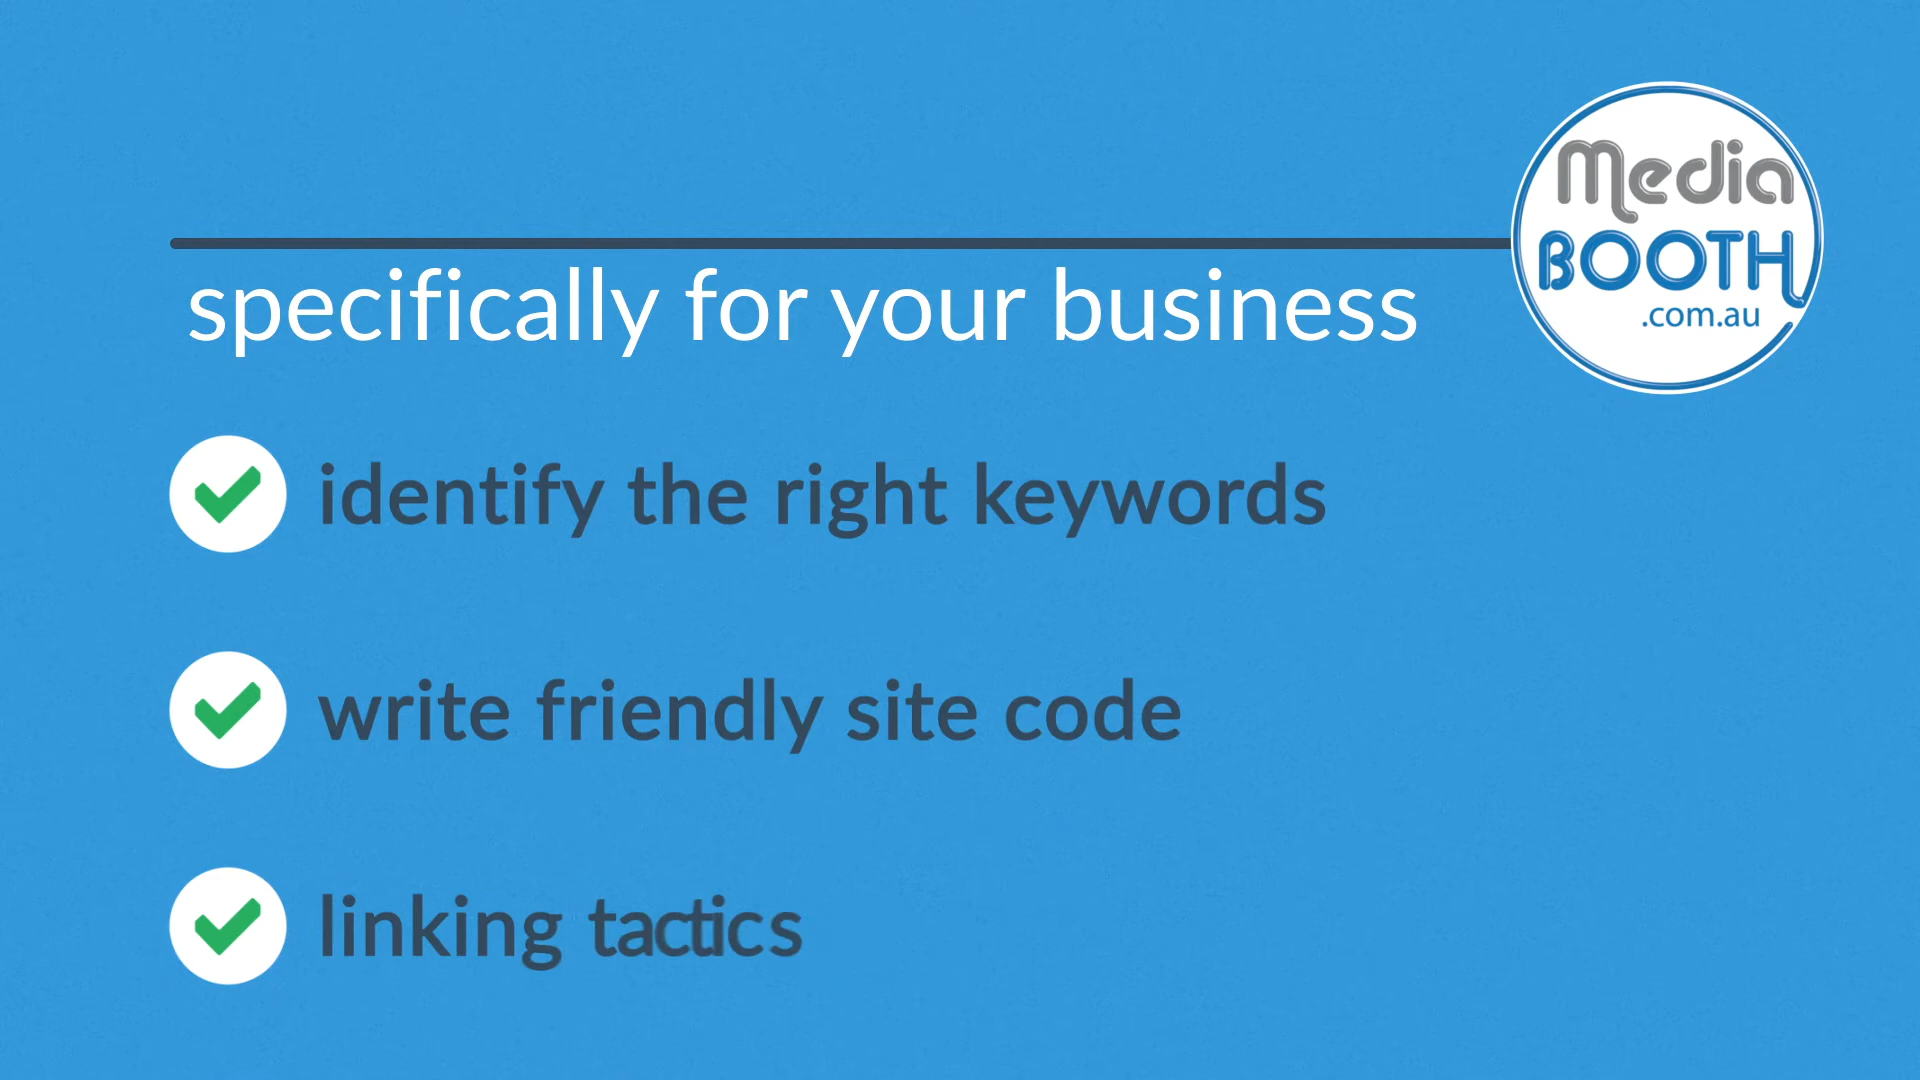 Media
BOOTH
.com.au
specifically for your business
identify the right keywords
write friendly site code
linking tactics